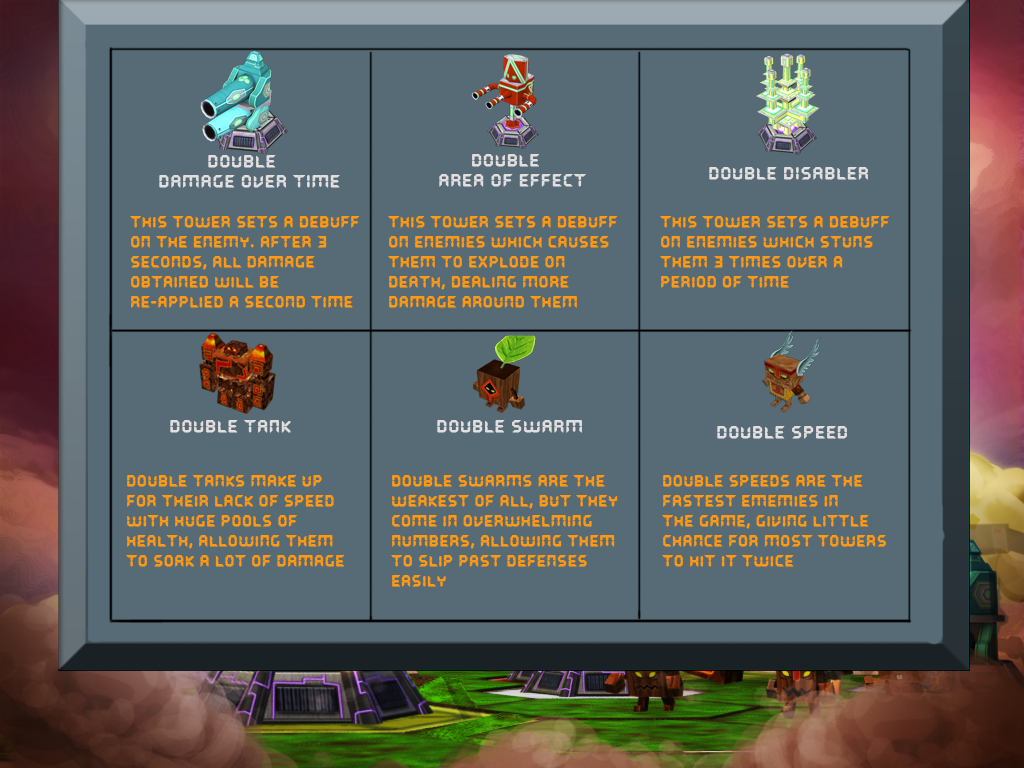 DOUBLE
DAMAGE OVER TIME
THIS TOWER SETS A DEBUFF
ON THE ENEMY. AFTER 3
SECONDS, ALL DAMAGE
OBTAINED WILL BE
RE-APPLIED A SECOND TIME
DOUBLE
AREA OF EFFECT
THIS TOWER SETS A DEBUFF
ON ENEMIES WHICH CAUSES
THEM TO EXPLODE ON
DEATH, DEALING MORE
DAMAGE AROUND THEM
DOUBLE DISABLER
THIS TOWER SETS A DEBUFF
ON ENEMIES WHICH STUNS
THEM 3 TIMES OVER A
PERIOD OF TIME
DOUBLE TANK
DOUBLE TANKS MAKE UP
FOR THEIR LACK OF SPEED
WITH HUGE POOLS OF
HEALTH, ALLOWING THEM
TO SOAK A LOT OF DAMAGE
DOUBLE SWARM
DOUBLE SWARMS ARE THE
WEAKEST OF ALL, BUT THEY
COME IN OVERWHELMING
NUMBERS, ALLOWING THEM
TO SLIP PAST DEFENSES
EASILY
DOUBLE SPEED
DOUBLE SPEEDS ARE THE
FASTEST ENEMIES IN
THE GAME, GIVING LITTLE
CHANCE FOR MOST TOWERS
TO HIT IT TWICE